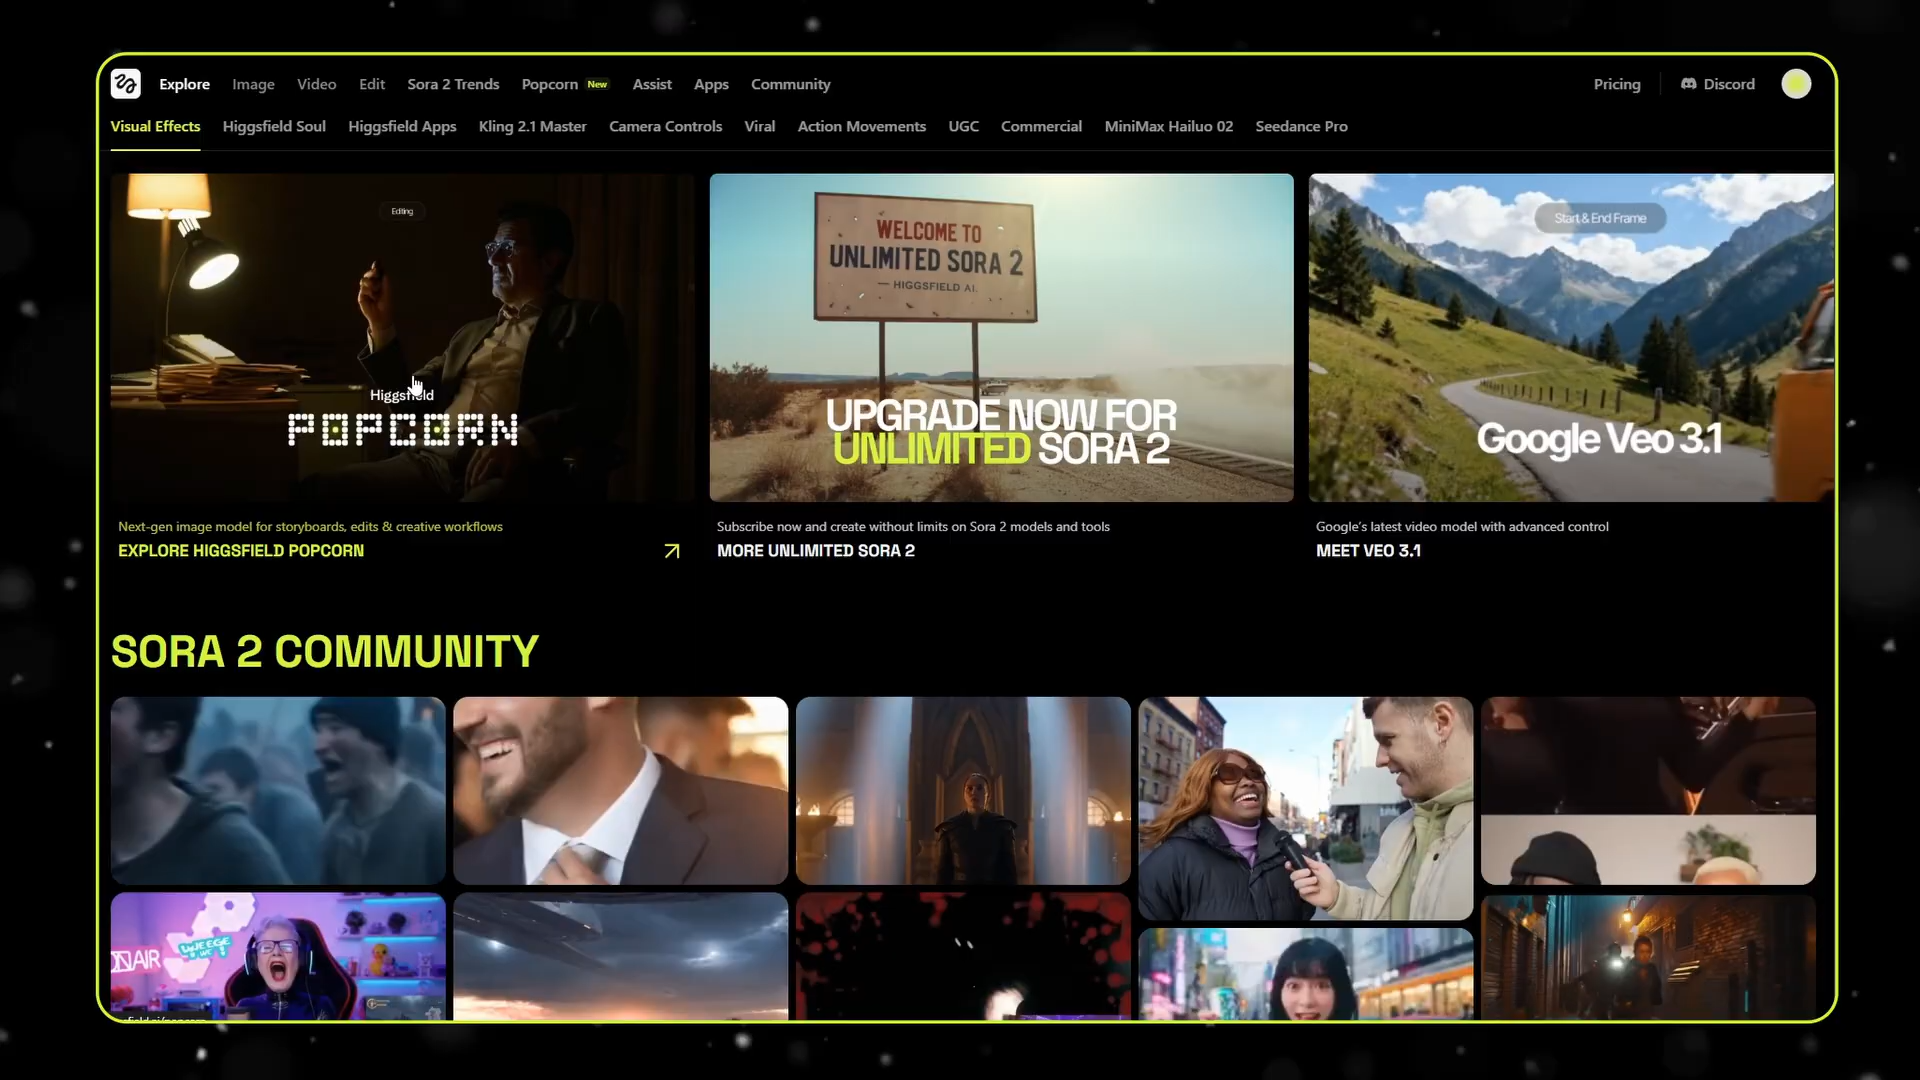 Explore Image Video Edit Sora 2 Trends Popcorn New Assist Apps Community Pricing Discord
Visual Effects Higgsfield Soul Higgsfield Apps Kling 2.1 Master Camera Controls Viral Action Movements UGC Commercial MiniMax Hailuo 02 Seedance Pro
Editing
Higgsfield
POPCORN
Next-gen image model for storyboards, edits & creative workflows
EXPLORE HIGGSFIELD POPCORN
WELCOME TO
UNLIMITED SORA 2
— HIGGSFIELD AI.
UPGRADE NOW FOR
UNLIMITED SORA 2
Subscribe now and create without limits on Sora 2 models and tools
MORE UNLIMITED SORA 2
Start & End Frame
Google Veo 3.1
Google's latest video model with advanced control
MEET VEO 3.1
SORA 2 COMMUNITY
ON AIR
WEEGEE